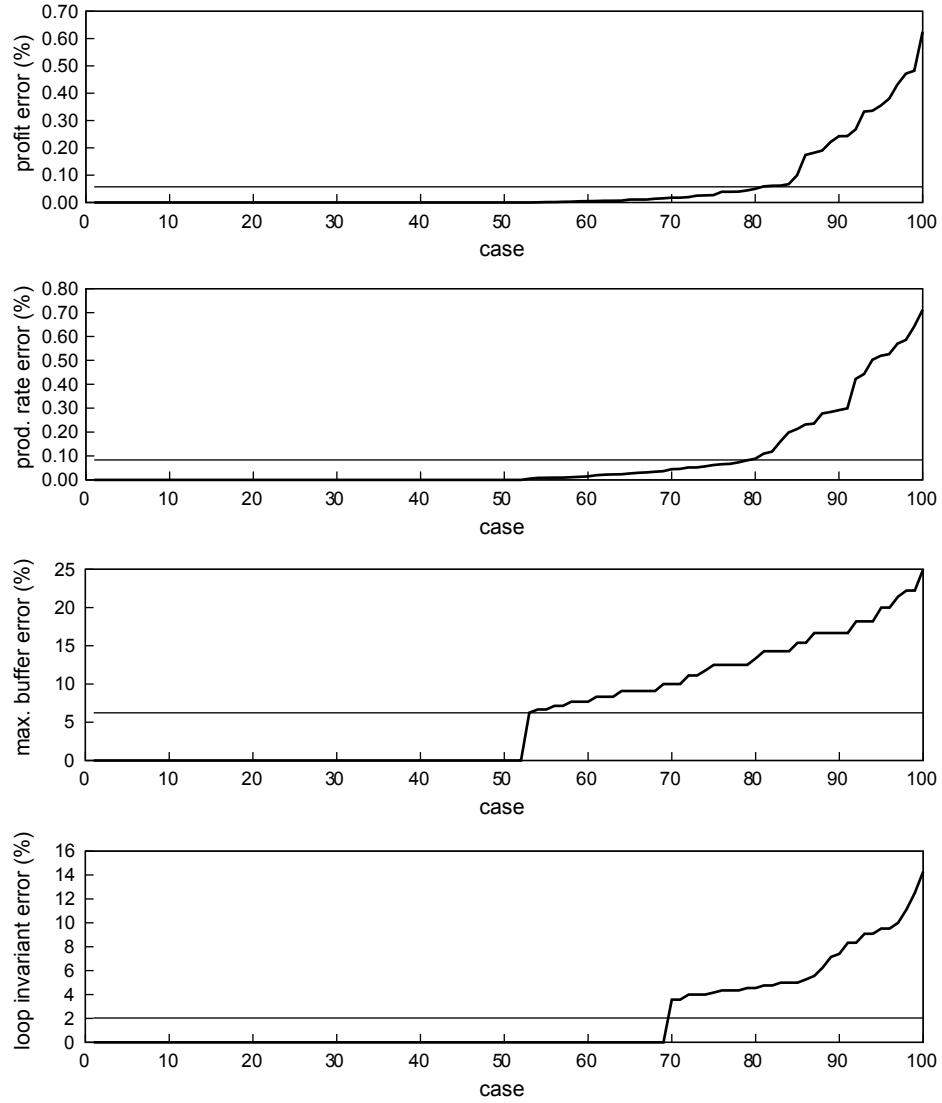 profit error (%)
0.70
0.60
0.50
0.40
0.30
0.20
0.10
0.00
0 10 20 30 40 50 60 70 80 90 100
case
prod. rate error (%)
0.80
0.70
0.60
0.50
0.40
0.30
0.20
0.10
0.00
0 10 20 30 40 50 60 70 80 90 100
case
max. buffer error (%)
25
20
15
10
5
0
0 10 20 30 40 50 60 70 80 90 100
case
loop invariant error (%)
16
14
12
10
8
6
4
2
0
0 10 20 30 40 50 60 70 80 90 100
case